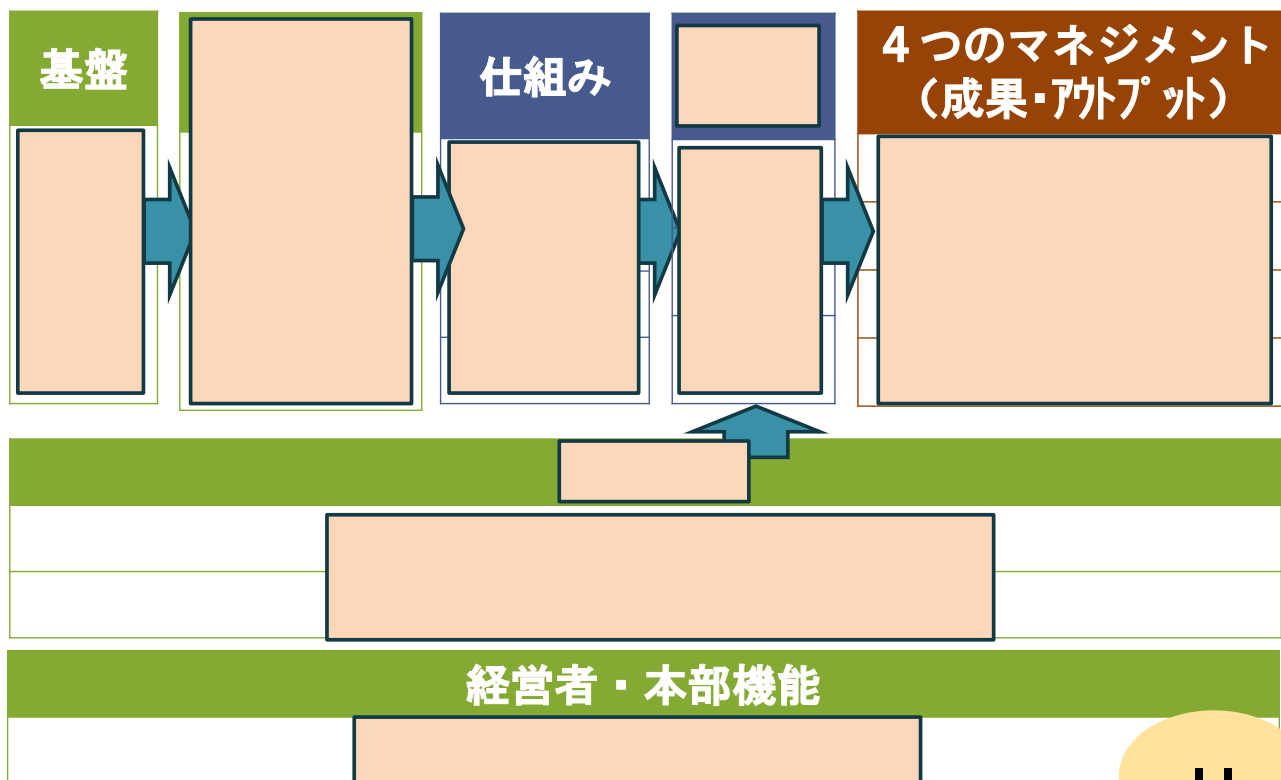 基盤
仕組み
４つのマネジメント
（成果・ｱｳﾄﾌﾟｯﾄ）
経営者・本部機能